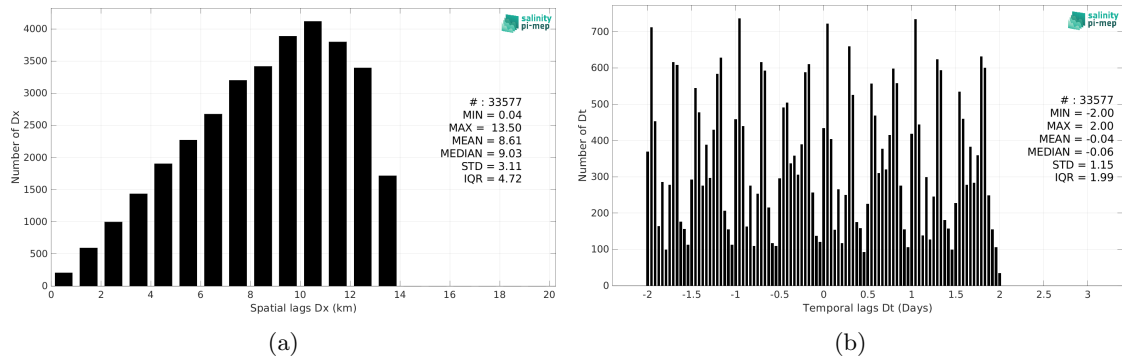 salinity
pi-mep
Number of Dx
4000
3500
3000
2500
2000
1500
1000
500
0
# : 33577
MIN = 0.04
MAX = 13.50
MEAN = 8.61
MEDIAN = 9.03
STD = 3.11
IQR = 4.72
0 2 4 6 8 10 12 14 16 18 20
Spatial lags Dx (km)
(a)
salinity
pi-mep
Number of Dt
700
600
500
400
300
200
100
0
# : 33577
MIN = -2.00
MAX = 2.00
MEAN = -0.04
MEDIAN = -0.06
STD = 1.15
IQR = 1.99
-2 -1.5 -1 -0.5 0 0.5 1 1.5 2 2.5 3
Temporal lags Dt (Days)
(b)